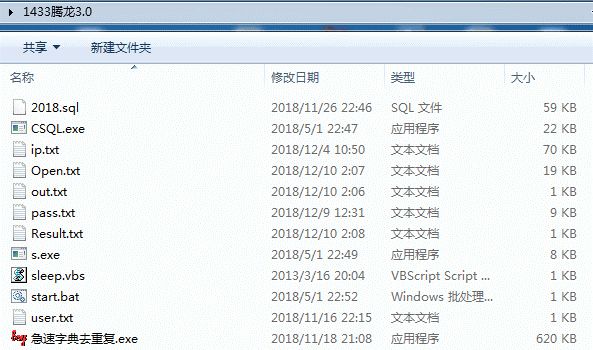 1433腾龙3.0
共享 新建文件夹
名称 修改日期 类型 大小
2018.sql 2018/11/26 22:46 SQL 文件 59 KB
CSQL.exe 2018/5/1 22:47 应用程序 22 KB
ip.txt 2018/12/4 10:50 文本文档 70 KB
Open.txt 2018/12/10 2:07 文本文档 19 KB
out.txt 2018/12/10 2:06 文本文档 1 KB
pass.txt 2018/12/9 12:31 文本文档 9 KB
Result.txt 2018/12/10 2:08 文本文档 1 KB
s.exe 2018/5/1 22:49 应用程序 8 KB
sleep.vbs 2013/3/16 20:04 VBScript Script ... 1 KB
start.bat 2018/5/1 22:52 Windows 批处理... 1 KB
user.txt 2018/11/16 22:15 文本文档 1 KB
急速字典去重复.exe 2018/11/18 21:08 应用程序 620 KB